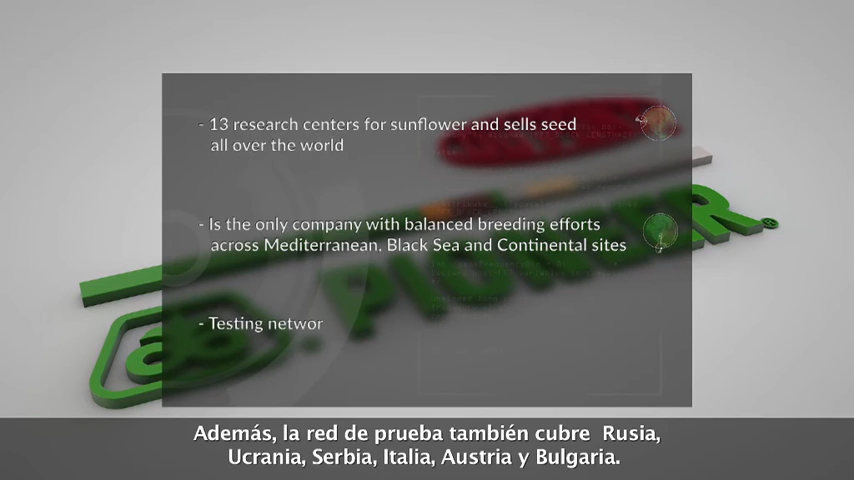 - 13 research centers for sunflower and sells seed
all over the world
- Is the only company with balanced breeding efforts
across Mediterranean, Black Sea and Continental sites
- Testing networ
PIONEER.
Además, la red de prueba también cubre Rusia,
Ucrania, Serbia, Italia, Austria y Bulgaria.